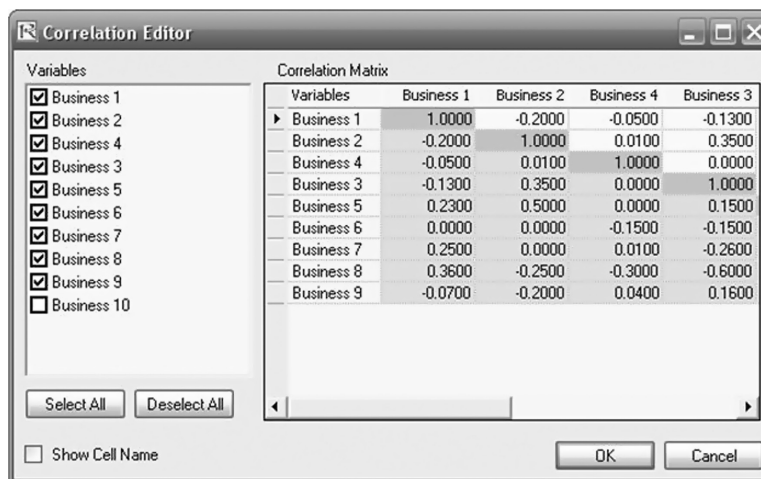 Correlation Editor
Variables
Business 1
Business 2
Business 4
Business 3
Business 5
Business 6
Business 7
Business 8
Business 9
Business 10
Select All Deselect All
Show Cell Name
Correlation Matrix
Variables Business 1 Business 2 Business 4 Business 3
Business 1 1.0000 -0.2000 -0.0500 -0.1300
Business 2 -0.2000 1.0000 0.0100 0.3500
Business 4 -0.0500 0.0100 1.0000 0.0000
Business 3 -0.1300 0.3500 0.0000 1.0000
Business 5 0.2300 0.5000 0.0000 0.1500
Business 6 0.0000 0.0000 -0.1500 -0.1500
Business 7 0.2500 0.0000 0.0100 -0.2600
Business 8 0.3600 -0.2500 -0.3000 -0.6000
Business 9 -0.0700 -0.2000 0.0400 0.1600
OK Cancel